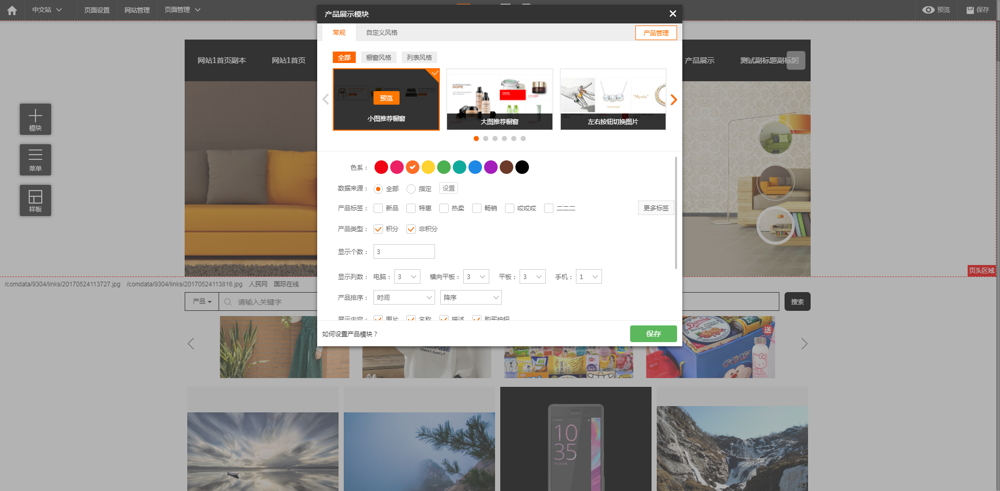 中文站 页面设置 网站管理 页面管理 预览 保存
产品展示模块
常规 自定义风格 产品管理
全部 橱窗风格 列表风格
网站1首页副本 网站1首页 产品展示 测试副标题副标题
SUPERNATURAL
HOPE
"Mystic"
预览
小图推荐橱窗 大图推荐橱窗 左右按钮切换图片
模块
菜单
样板
色系：
数据来源： 全部 指定 设置
产品标签： 新品 特惠 热卖 畅销 哎哎哎 二二二 更多标签
产品类型： 积分 非积分
显示个数： 3
显示列数： 电脑： 3 横向平板： 3 平板： 3 手机： 1
页头区域
/comdata/9304/links/20170524113727.jpg /comdata/9304/links/20170524113816.jpg 人民网 国际在线
产品排序： 时间 降序
产品 请输入关键字 搜索
展示内容： 图片 名称 描述 购买按钮
如何设置产品模块？ 保存
Danisa
送
where's Goofy?
SONY
10
35